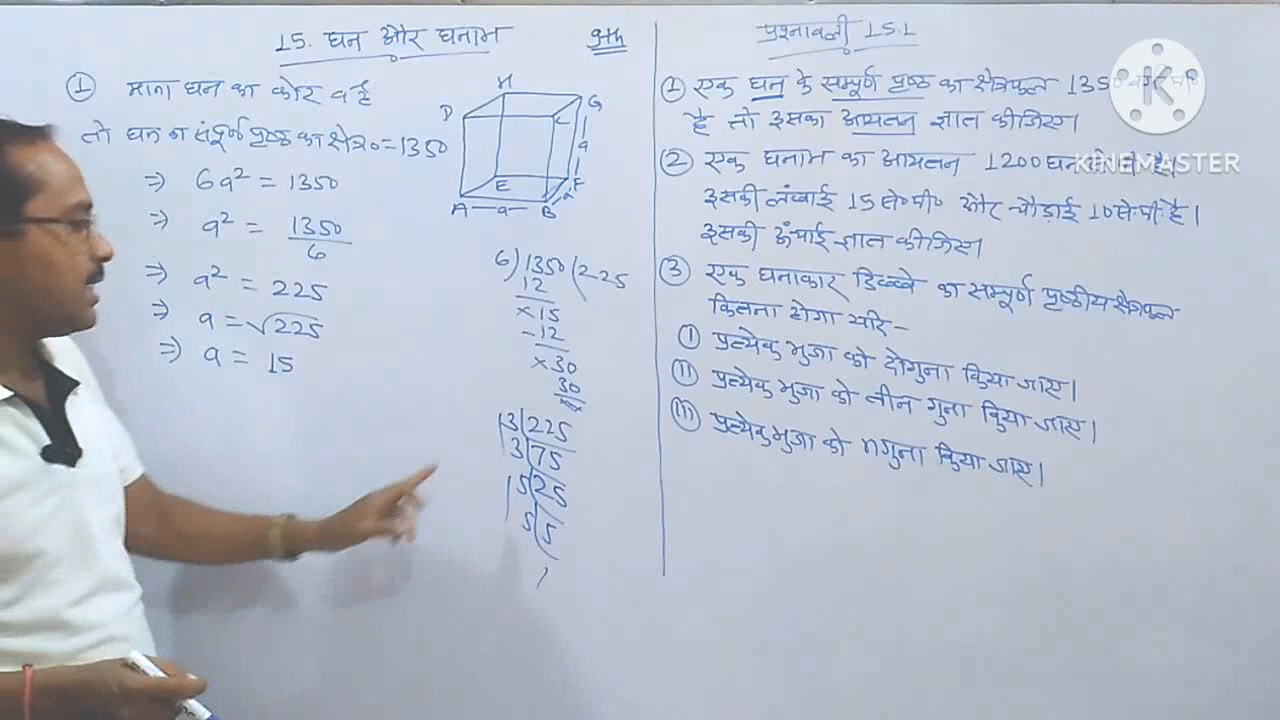 15. घन और घनाभ
9th
① माना घन का कोर a है
तो घन न संपूर्ण पृष्ठ का क्षेत्र० = 1350
⇒ 6a² = 1350
⇒ a² = 1350/6
⇒ a² = 225
⇒ a = √225
⇒ a = 15
H
D
G
C
a
E
F
A —a— B
a
6) 1350 (225
12
×15
-12
×30
30
××
3|225
3|75
5|25
5|5
1
प्रश्नावली 15.1
① एक घन के सम्पूर्ण पृष्ठ का क्षेत्रफल 1350
है तो इसका आयतन ज्ञात कीजिए।
② एक घनाभ का आयतन 1200 घन है।
इसकी लंबाई 15 से०मी० और चौड़ाई 10 से.मी है।
इसकी ऊंचाई ज्ञात कीजिए।
③ एक घनाकार डिब्बे का सम्पूर्ण पृष्ठीय क्षेत्रफल
कितना होगा यदि -
Ⓘ प्रत्येक भुजा को दोगुना किया जाए।
Ⓘⓘ प्रत्येक भुजा को तीन गुना किया जाए।
Ⓘⓘⓘ प्रत्येक भुजा को n गुना किया जाए।
K
KINEMASTER